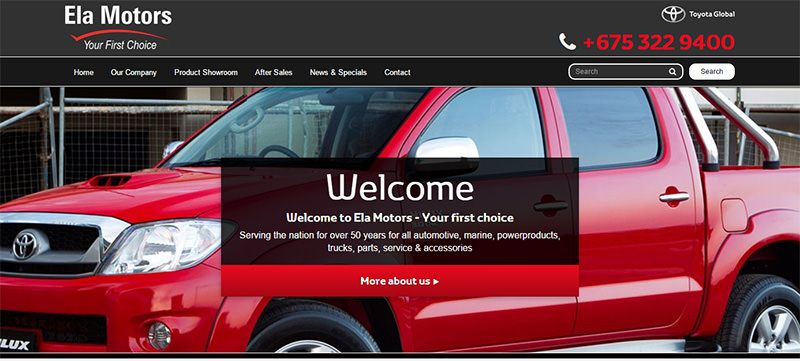 Ela Motors
Your First Choice
Toyota Global
+675 322 9400
Home Our Company Product Showroom After Sales News & Specials Contact
Search Search
Welcome
Welcome to Ela Motors - Your first choice
Serving the nation for over 50 years for all automotive, marine, powerproducts,
trucks, parts, service & accessories
More about us
LUX